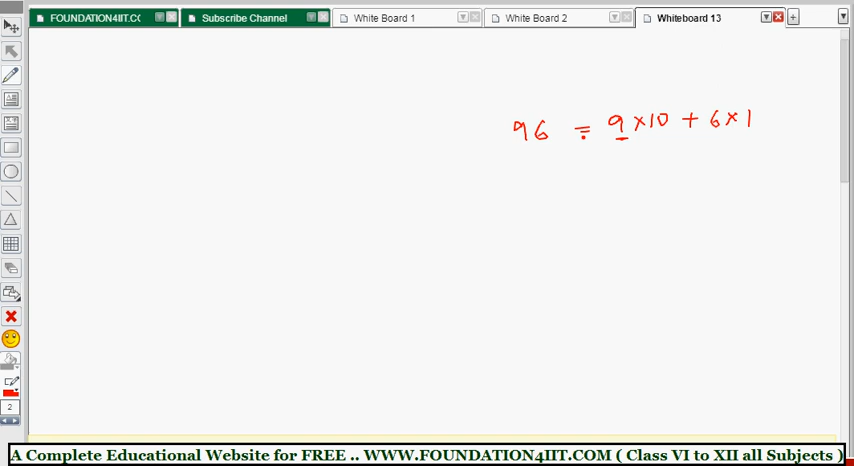 FOUNDATION4IIT.CO Subscribe Channel White Board 1 White Board 2 Whiteboard 13
96 = 9 × 10 + 6 × 1
2
A Complete Educational Website for FREE .. WWW.FOUNDATION4IIT.COM ( Class VI to XII all Subjects )